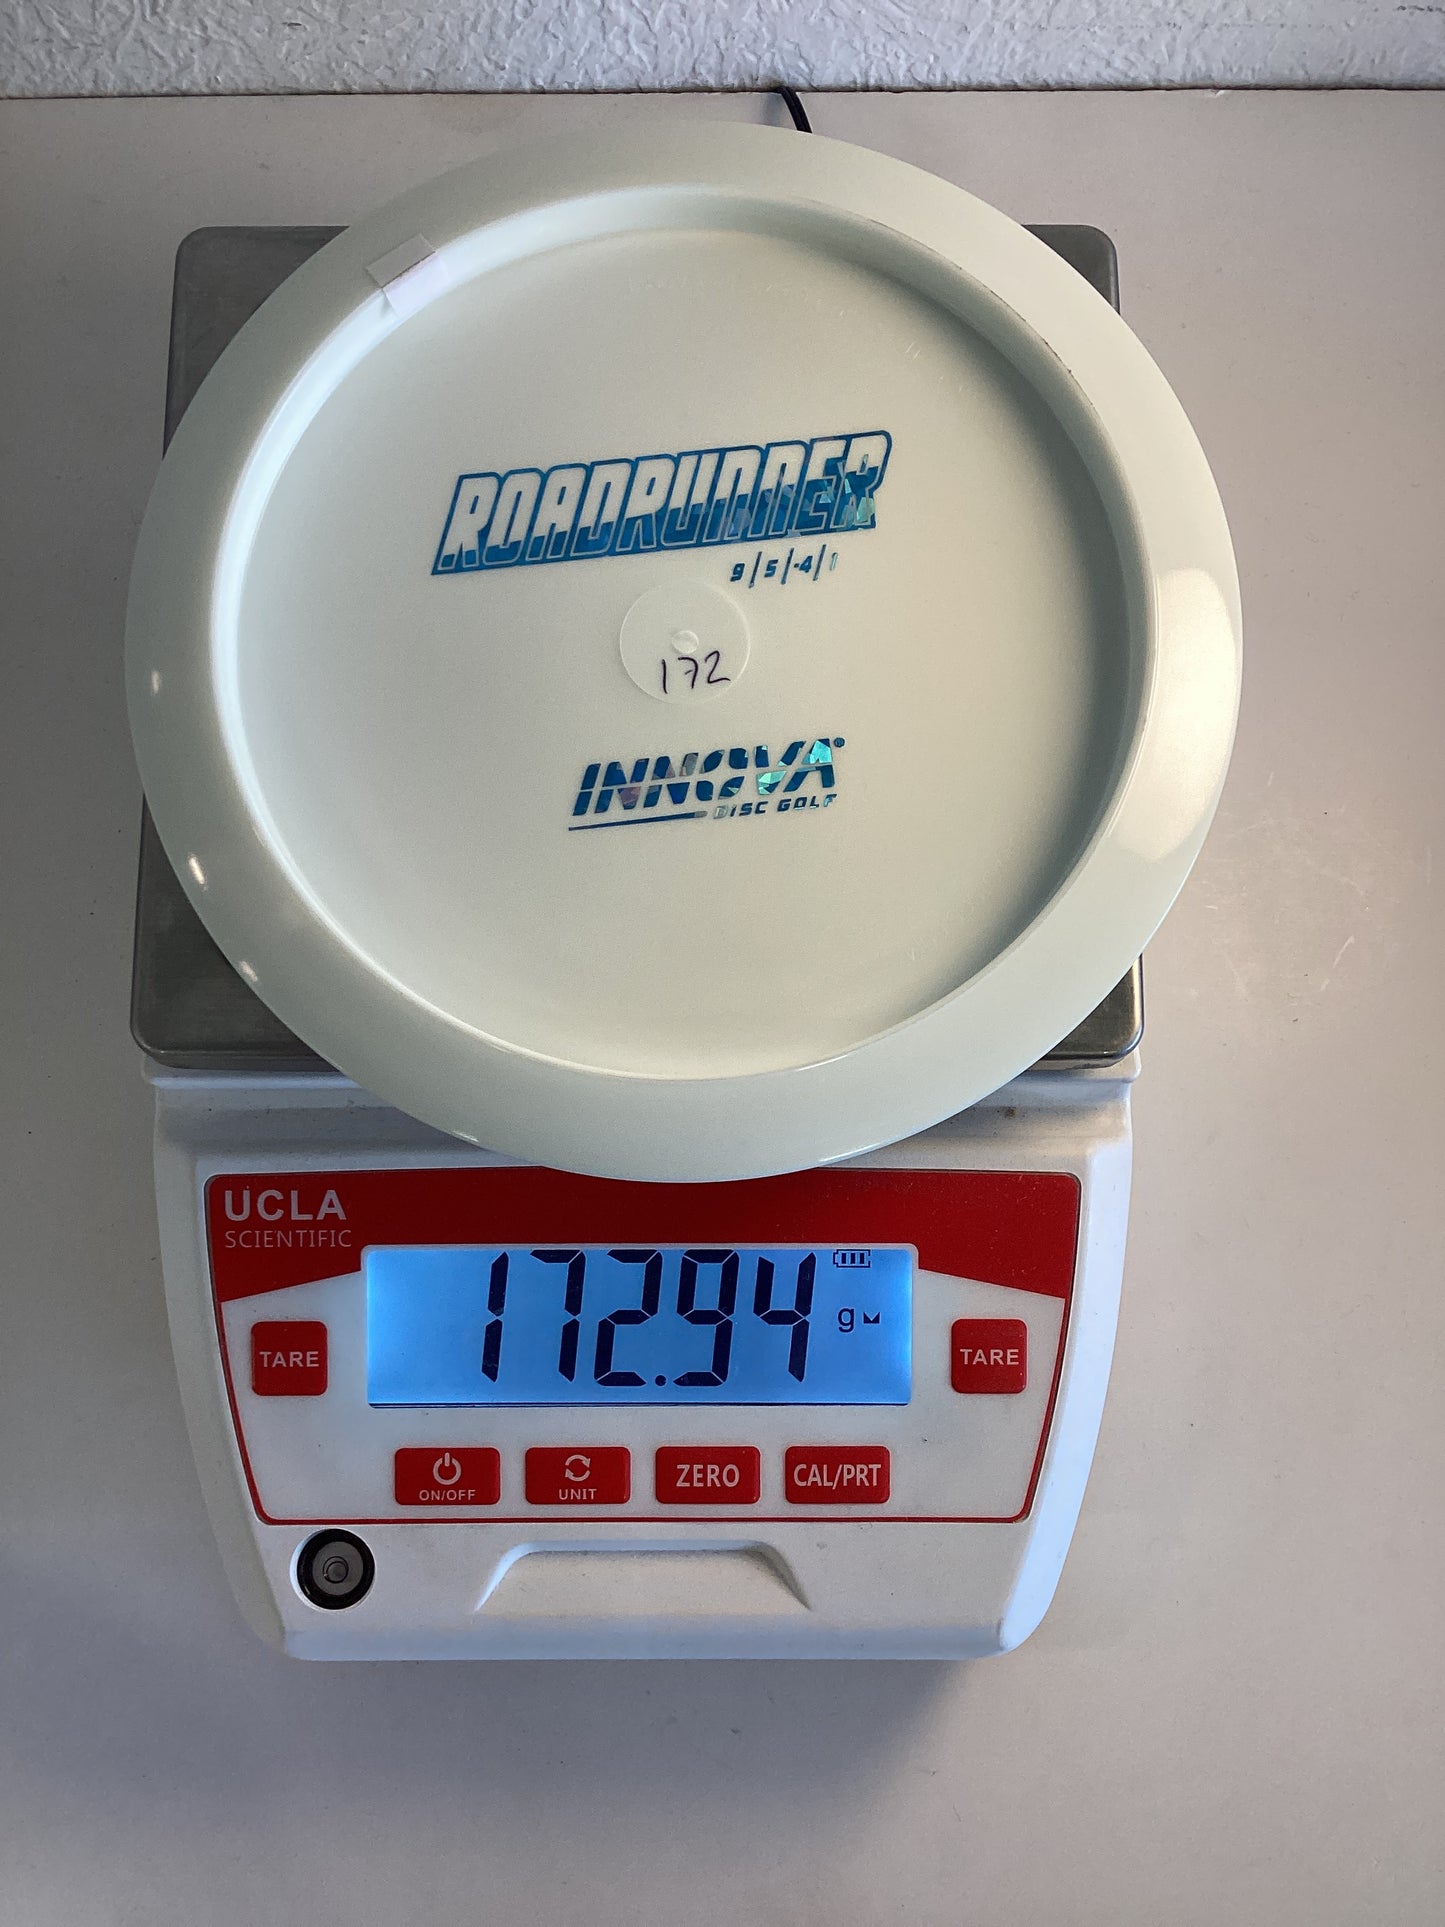 ROADRUNNER
9/5/-4/1
172
INNOVA®
DISC GOLF
UCLA
SCIENTIFIC
172.94 g
TARE
TARE
ON/OFF
UNIT
ZERO
CAL/PRT